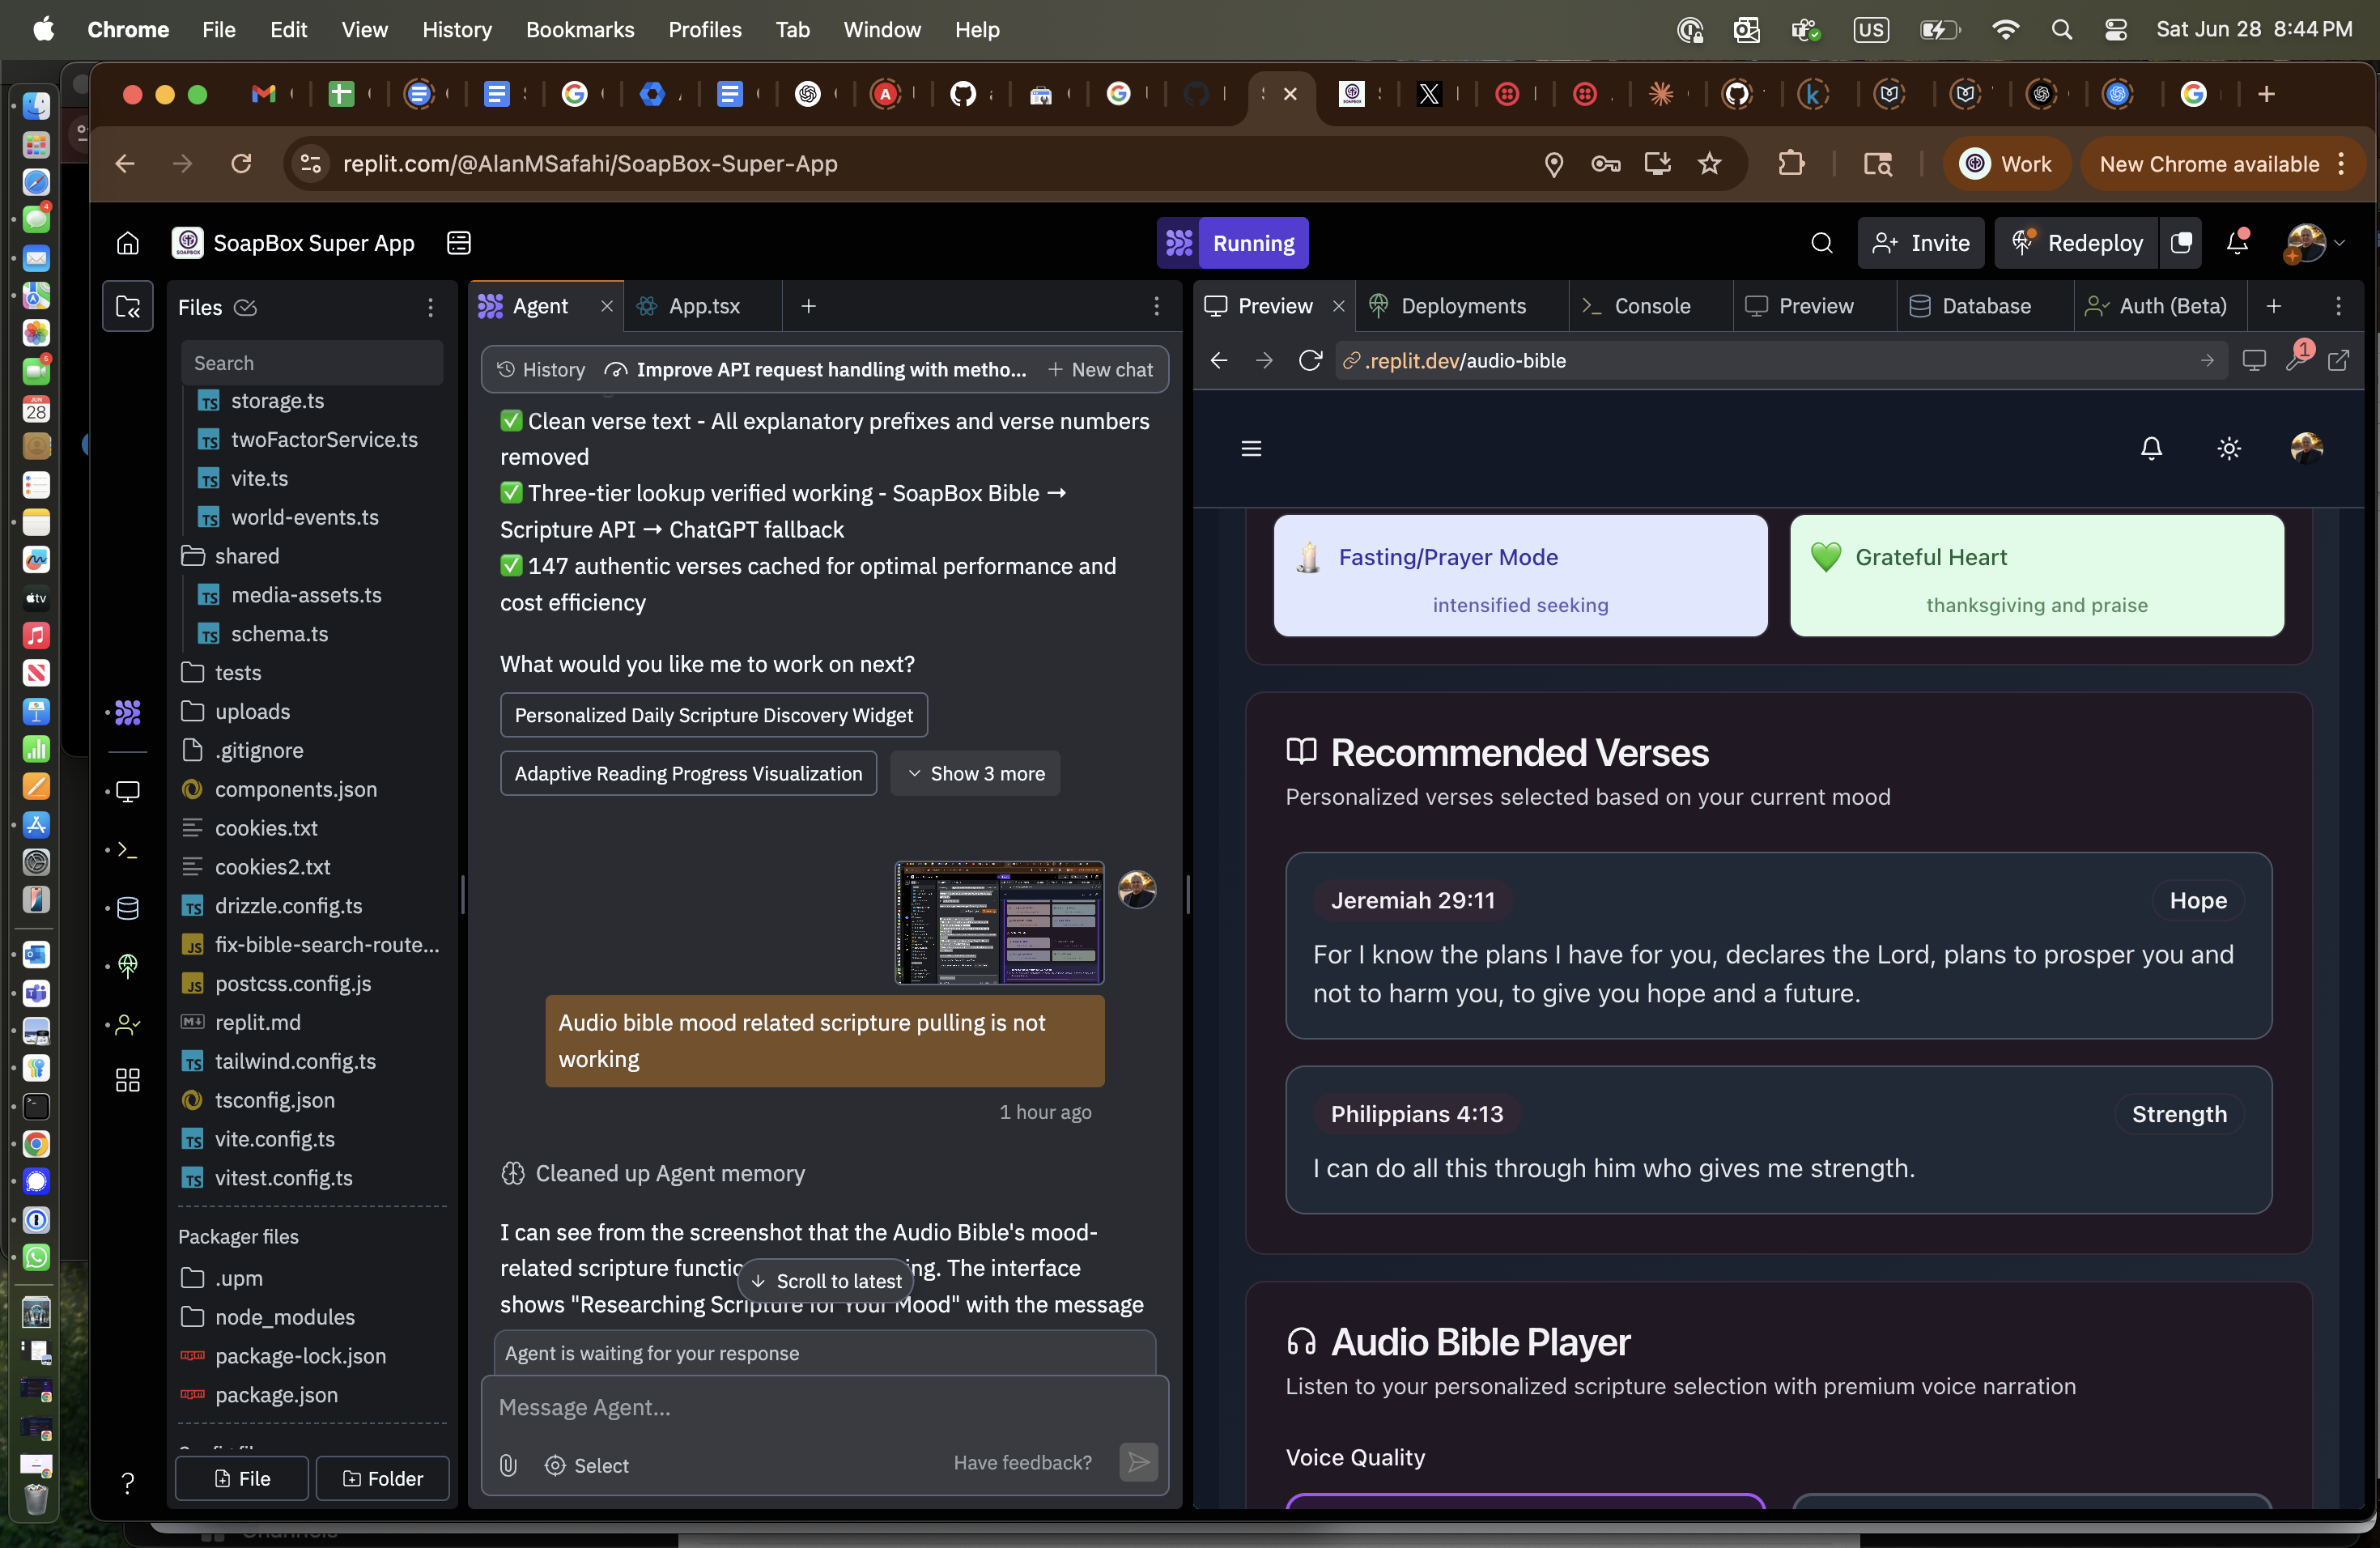 Chrome File Edit View History Bookmarks Profiles Tab Window Help
US
Sat Jun 28 8:44 PM
replit.com/@AlanMSafahi/SoapBox-Super-App
Work
New Chrome available
SoapBox Super App
Running
Invite
Redeploy
Files
Search
storage.ts
twoFactorService.ts
vite.ts
world-events.ts
shared
media-assets.ts
schema.ts
tests
uploads
.gitignore
components.json
cookies.txt
cookies2.txt
drizzle.config.ts
fix-bible-search-route...
postcss.config.js
replit.md
tailwind.config.ts
tsconfig.json
vite.config.ts
vitest.config.ts
Packager files
.upm
node_modules
package-lock.json
package.json
File
Folder
Agent
App.tsx
History
Improve API request handling with metho...
New chat
✅ Clean verse text - All explanatory prefixes and verse numbers
removed
✅ Three-tier lookup verified working - SoapBox Bible →
Scripture API → ChatGPT fallback
✅ 147 authentic verses cached for optimal performance and
cost efficiency
What would you like me to work on next?
Personalized Daily Scripture Discovery Widget
Adaptive Reading Progress Visualization
Show 3 more
Audio bible mood related scripture pulling is not
working
1 hour ago
Cleaned up Agent memory
I can see from the screenshot that the Audio Bible's mood-
related scripture functio
ing. The interface
Scroll to latest
shows "Researching Scripture for Your Mood" with the message
Agent is waiting for your response
Message Agent...
Select
Have feedback?
Preview
Deployments
Console
Preview
Database
Auth (Beta)
.replit.dev/audio-bible
1
Fasting/Prayer Mode
intensified seeking
Grateful Heart
thanksgiving and praise
Recommended Verses
Personalized verses selected based on your current mood
Jeremiah 29:11
Hope
For I know the plans I have for you, declares the Lord, plans to prosper you and
not to harm you, to give you hope and a future.
Philippians 4:13
Strength
I can do all this through him who gives me strength.
Audio Bible Player
Listen to your personalized scripture selection with premium voice narration
Voice Quality